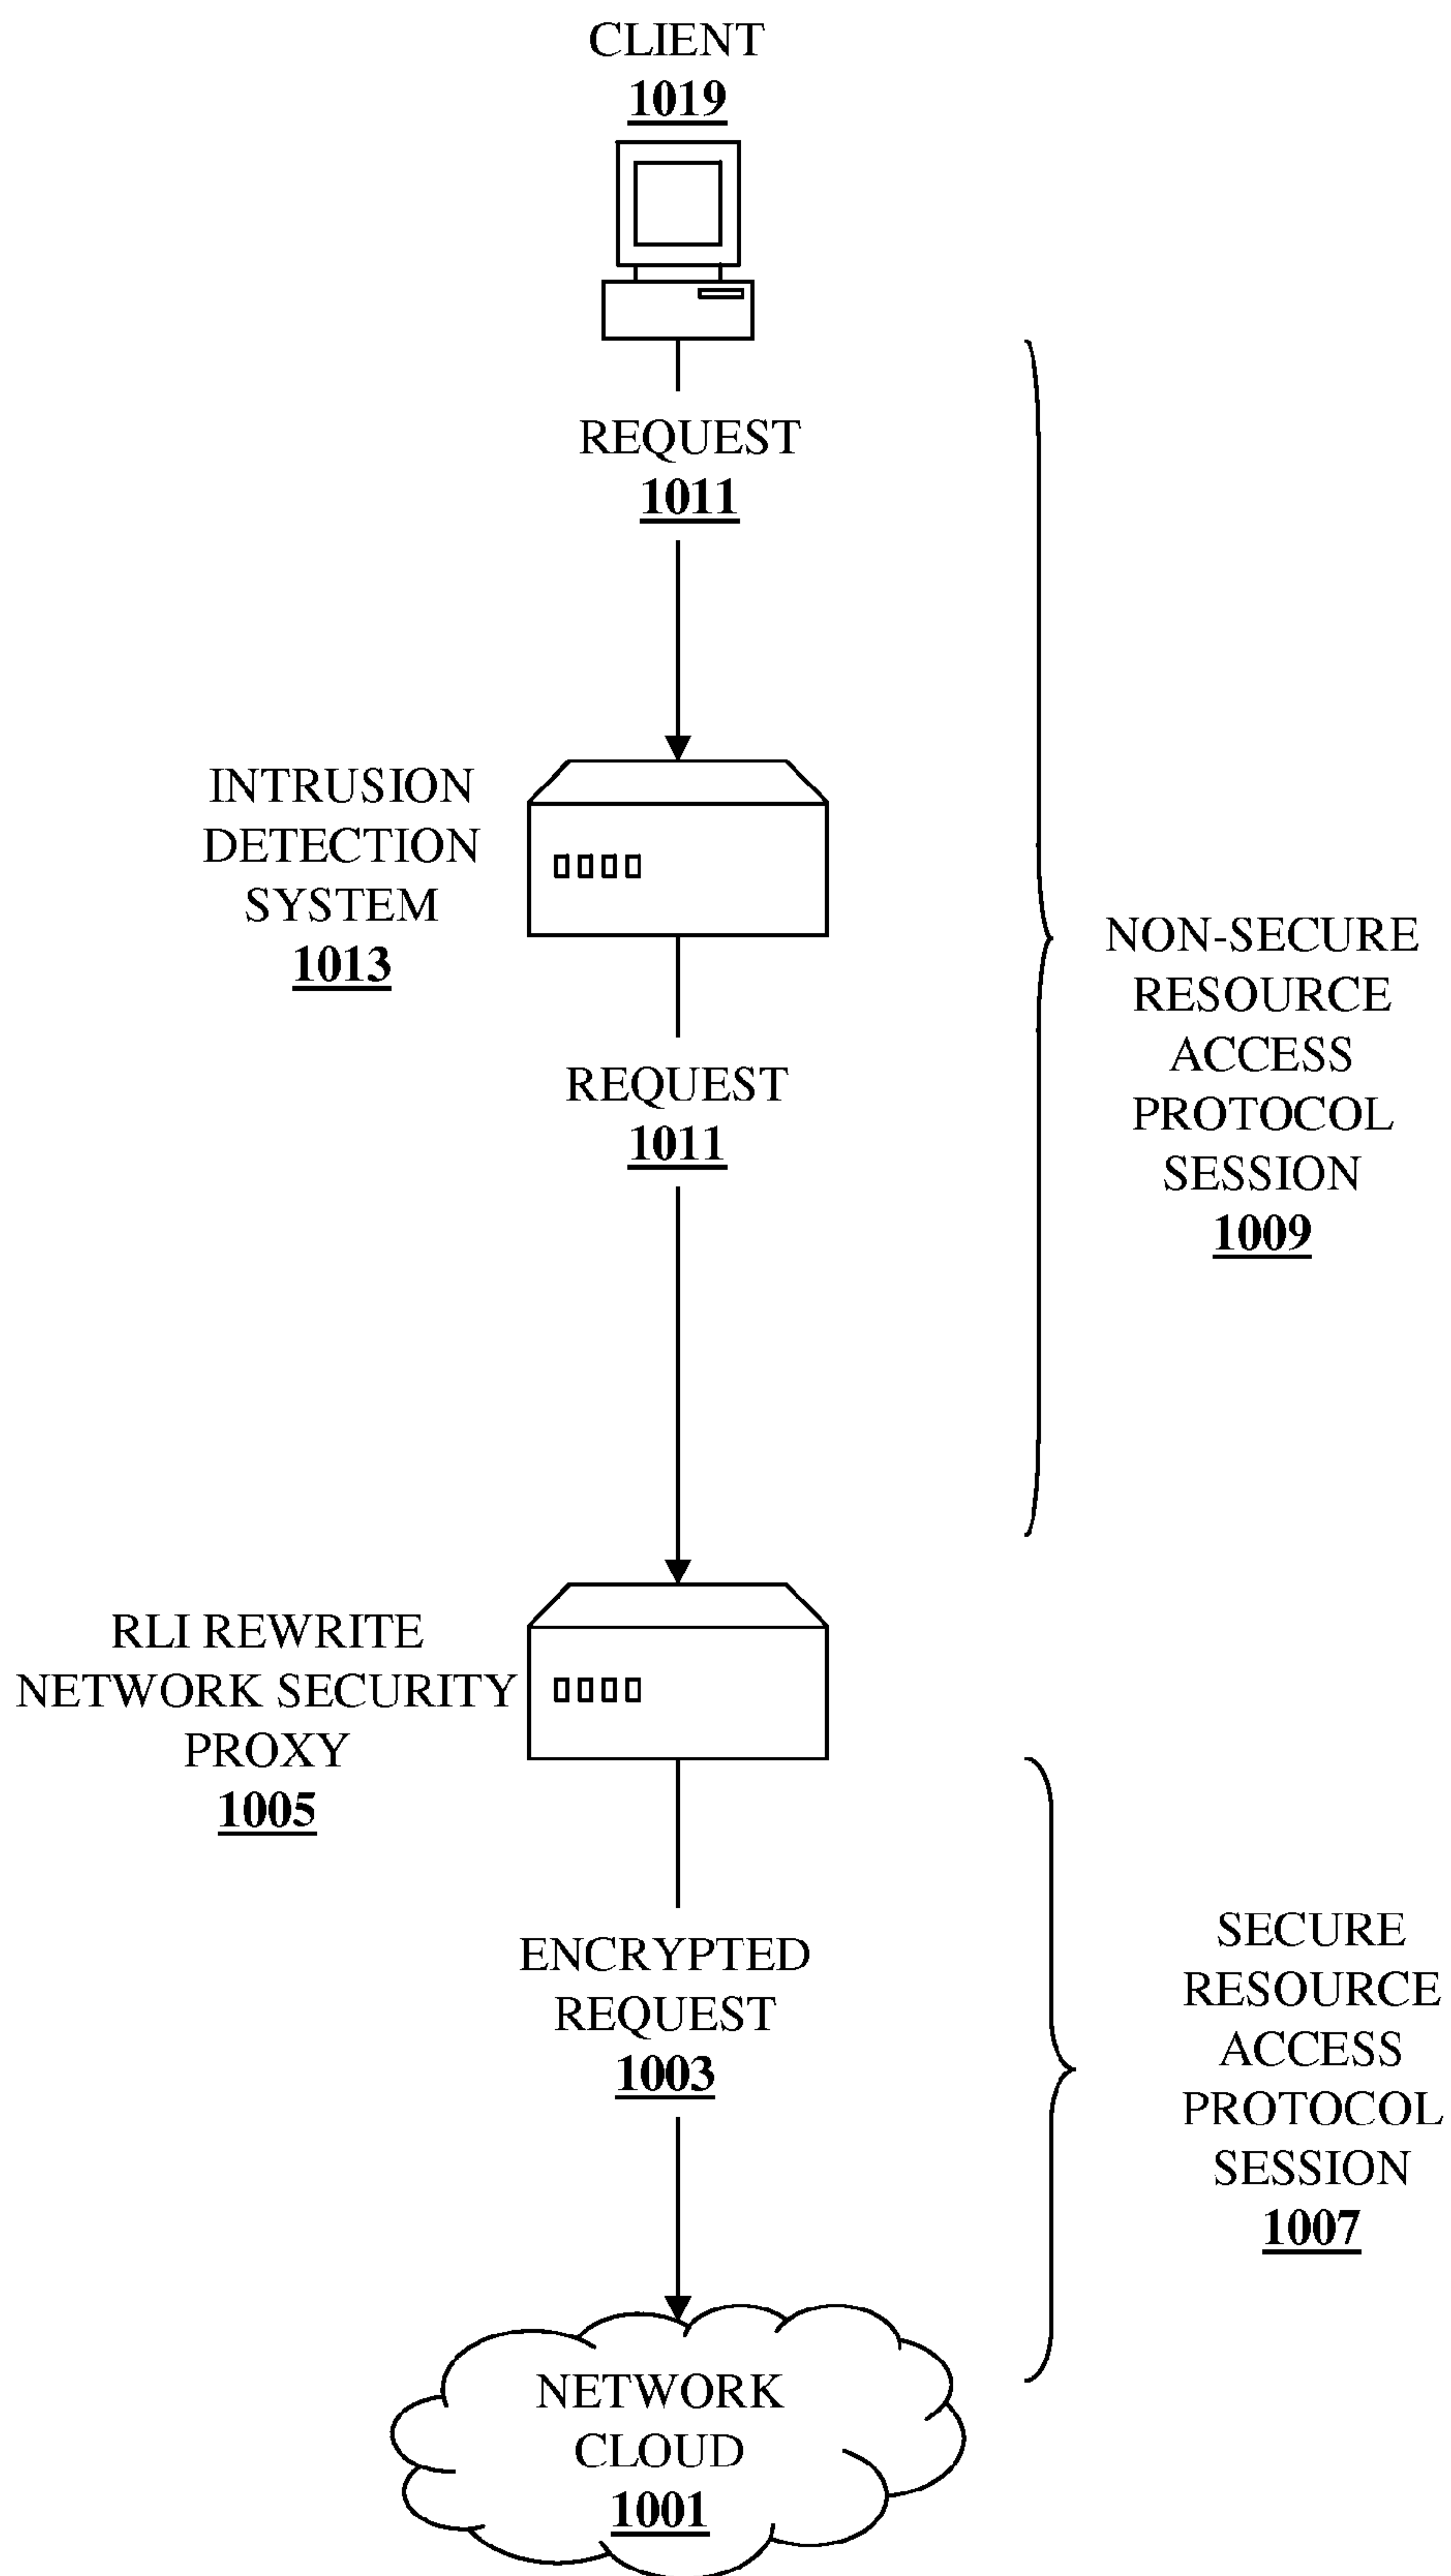 CLIENT
1019
REQUEST
1011
INTRUSION
DETECTION
SYSTEM
1013
REQUEST
1011
NON-SECURE
RESOURCE
ACCESS
PROTOCOL
SESSION
1009
RLI REWRITE
NETWORK SECURITY
PROXY
1005
ENCRYPTED
REQUEST
1003
SECURE
RESOURCE
ACCESS
PROTOCOL
SESSION
1007
NETWORK
CLOUD
1001